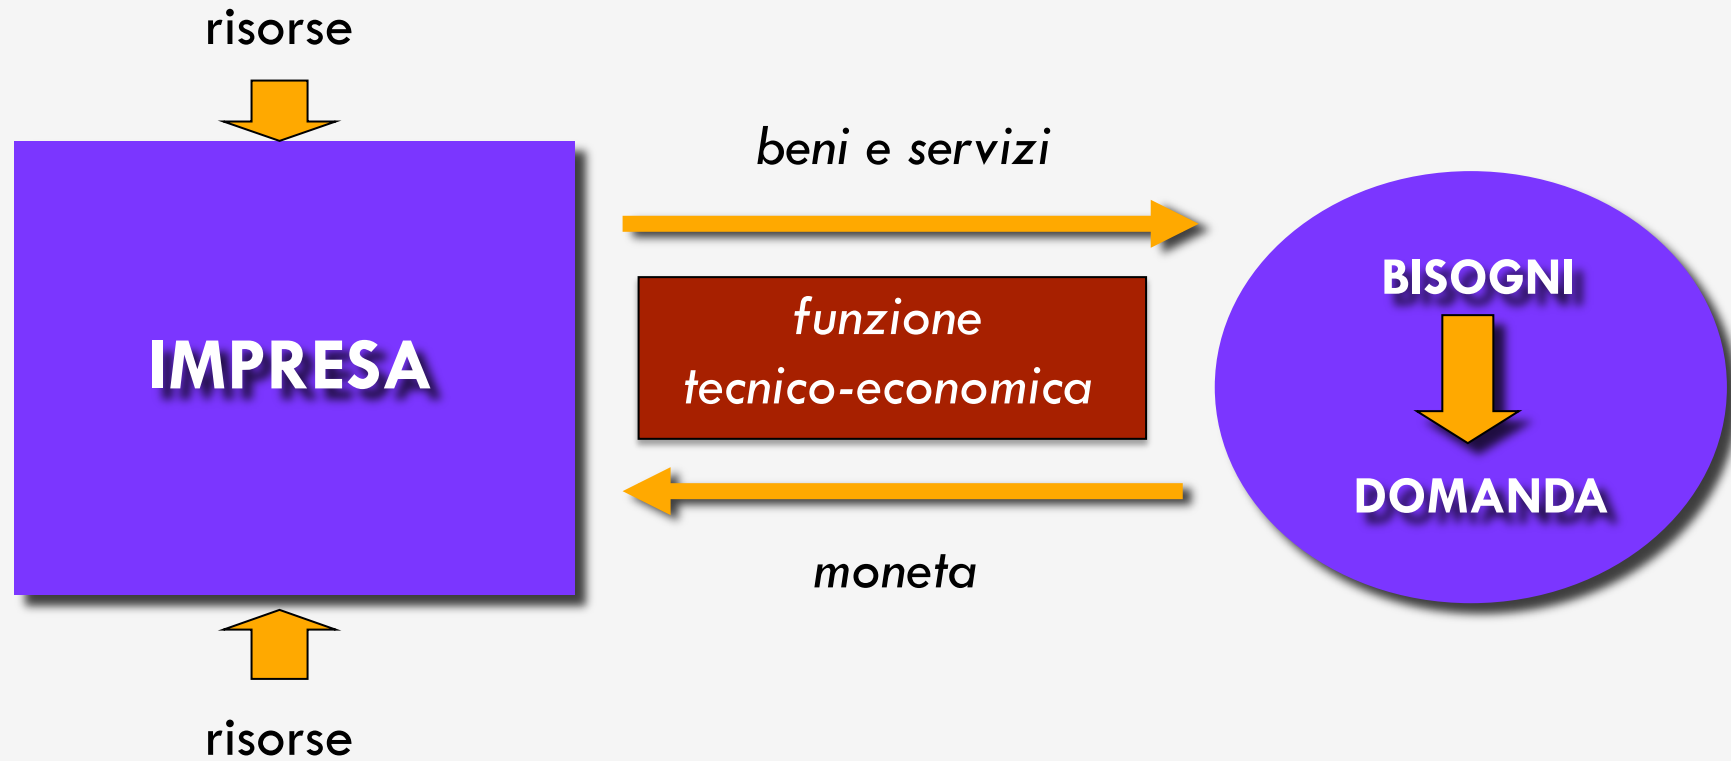 risorse
IMPRESA
risorse
beni e servizi
funzione
tecnico-economica
moneta
BISOGNI
DOMANDA